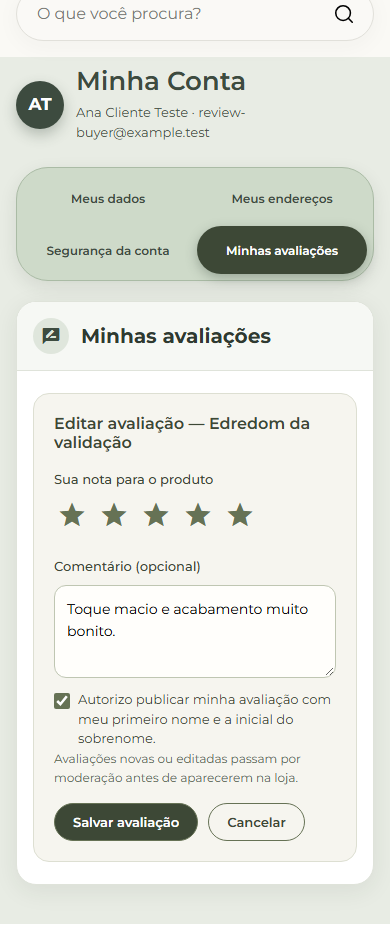 O que você procura?
AT
Minha Conta
Ana Cliente Teste · review-
buyer@example.test
Meus dados
Meus endereços
Segurança da conta
Minhas avaliações
Minhas avaliações
Editar avaliação — Edredom da
validação
Sua nota para o produto
Comentário (opcional)
Toque macio e acabamento muito
bonito.
Autorizo publicar minha avaliação com
meu primeiro nome e a inicial do
sobrenome.
Avaliações novas ou editadas passam por
moderação antes de aparecerem na loja.
Salvar avaliação
Cancelar